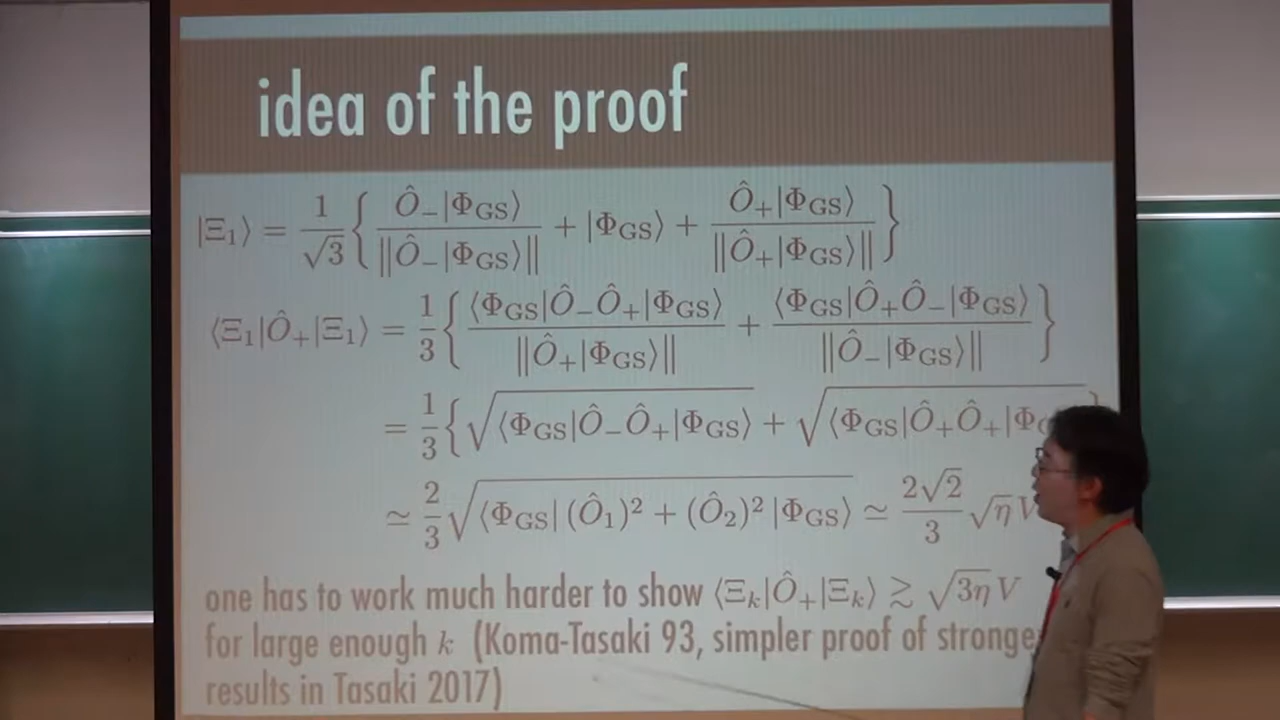 idea of the proof
|Ξ₁⟩ = 1/√3 { Ô₋|Φ_GS⟩ / ‖Ô₋|Φ_GS⟩‖ + |Φ_GS⟩ + Ô₊|Φ_GS⟩ / ‖Ô₊|Φ_GS⟩‖ }
⟨Ξ₁|Ô₊|Ξ₁⟩ = 1/3 { ⟨Φ_GS|Ô₋Ô₊|Φ_GS⟩ / ‖Ô₊|Φ_GS⟩‖ + ⟨Φ_GS|Ô₊Ô₋|Φ_GS⟩ / ‖Ô₋|Φ_GS⟩‖ }
= 1/3 { √⟨Φ_GS|Ô₋Ô₊|Φ_GS⟩ + √⟨Φ_GS|Ô₊Ô₊|Φ
≃ 2/3 √⟨Φ_GS|(Ô₁)² + (Ô₂)²|Φ_GS⟩ ≃ 2√2/3 √η V
one has to work much harder to show ⟨Ξ_k|Ô₊|Ξ_k⟩ ≳ √3η V
for large enough k (Koma-Tasaki 93, simpler proof of stronge
results in Tasaki 2017)